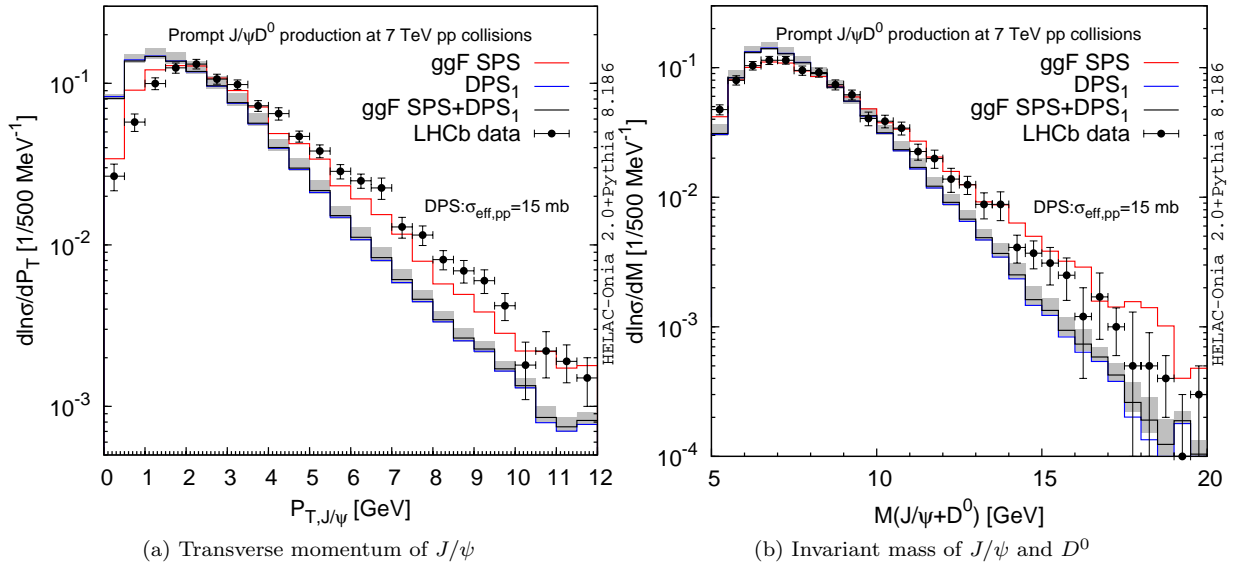 Prompt J/ψD⁰ production at 7 TeV pp collisions
ggF SPS
DPS₁
ggF SPS+DPS₁
LHCb data
DPS:σeff,pp=15 mb
dlnσ/dP_T [1/500 MeV⁻¹]
10⁻¹
10⁻²
10⁻³
0 1 2 3 4 5 6 7 8 9 10 11 12
P_T,J/ψ [GeV]
HELAC-Onia 2.0+Pythia 8.186
(a) Transverse momentum of J/ψ
Prompt J/ψD⁰ production at 7 TeV pp collisions
ggF SPS
DPS₁
ggF SPS+DPS₁
LHCb data
DPS:σeff,pp=15 mb
dlnσ/dM [1/500 MeV⁻¹]
10⁻¹
10⁻²
10⁻³
10⁻⁴
5 10 15 20
M(J/ψ+D⁰) [GeV]
HELAC-Onia 2.0+Pythia 8.186
(b) Invariant mass of J/ψ and D⁰